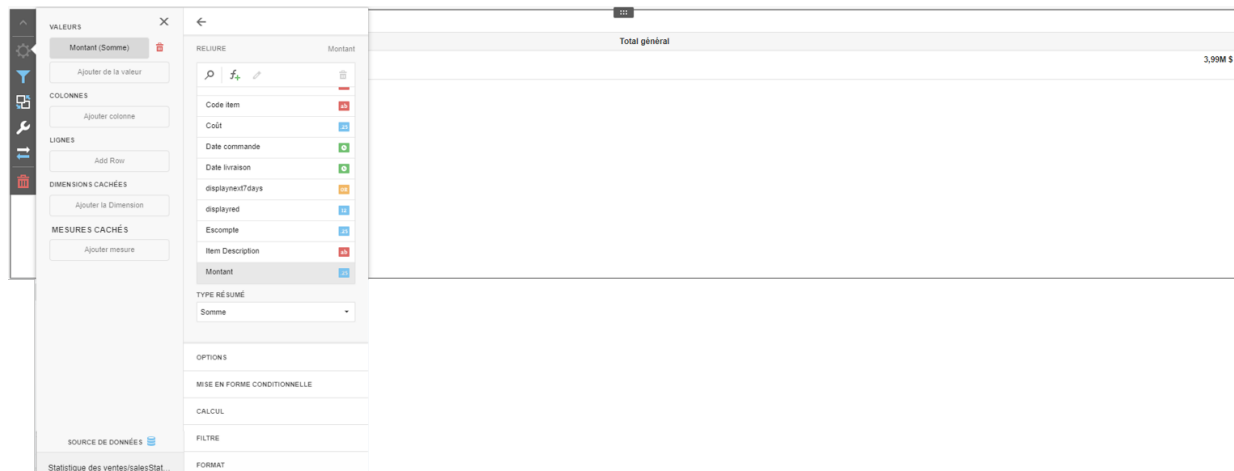 VALEURS
Montant (Somme)
Ajouter de la valeur
COLONNES
Ajouter colonne
LIGNES
Add Row
DIMENSIONS CACHÉES
Ajouter la Dimension
MESURES CACHÉS
Ajouter mesure
SOURCE DE DONNÉES
Statistique des ventes/salesStat...
RELIURE Montant
Code item ab
Coût
Date commande
Date livraison
displaynext7days
displayred
Escompte
Item Description ab
Montant
TYPE RÉSUMÉ
Somme
OPTIONS
MISE EN FORME CONDITIONNELLE
CALCUL
FILTRE
FORMAT
Total général
3,99M $